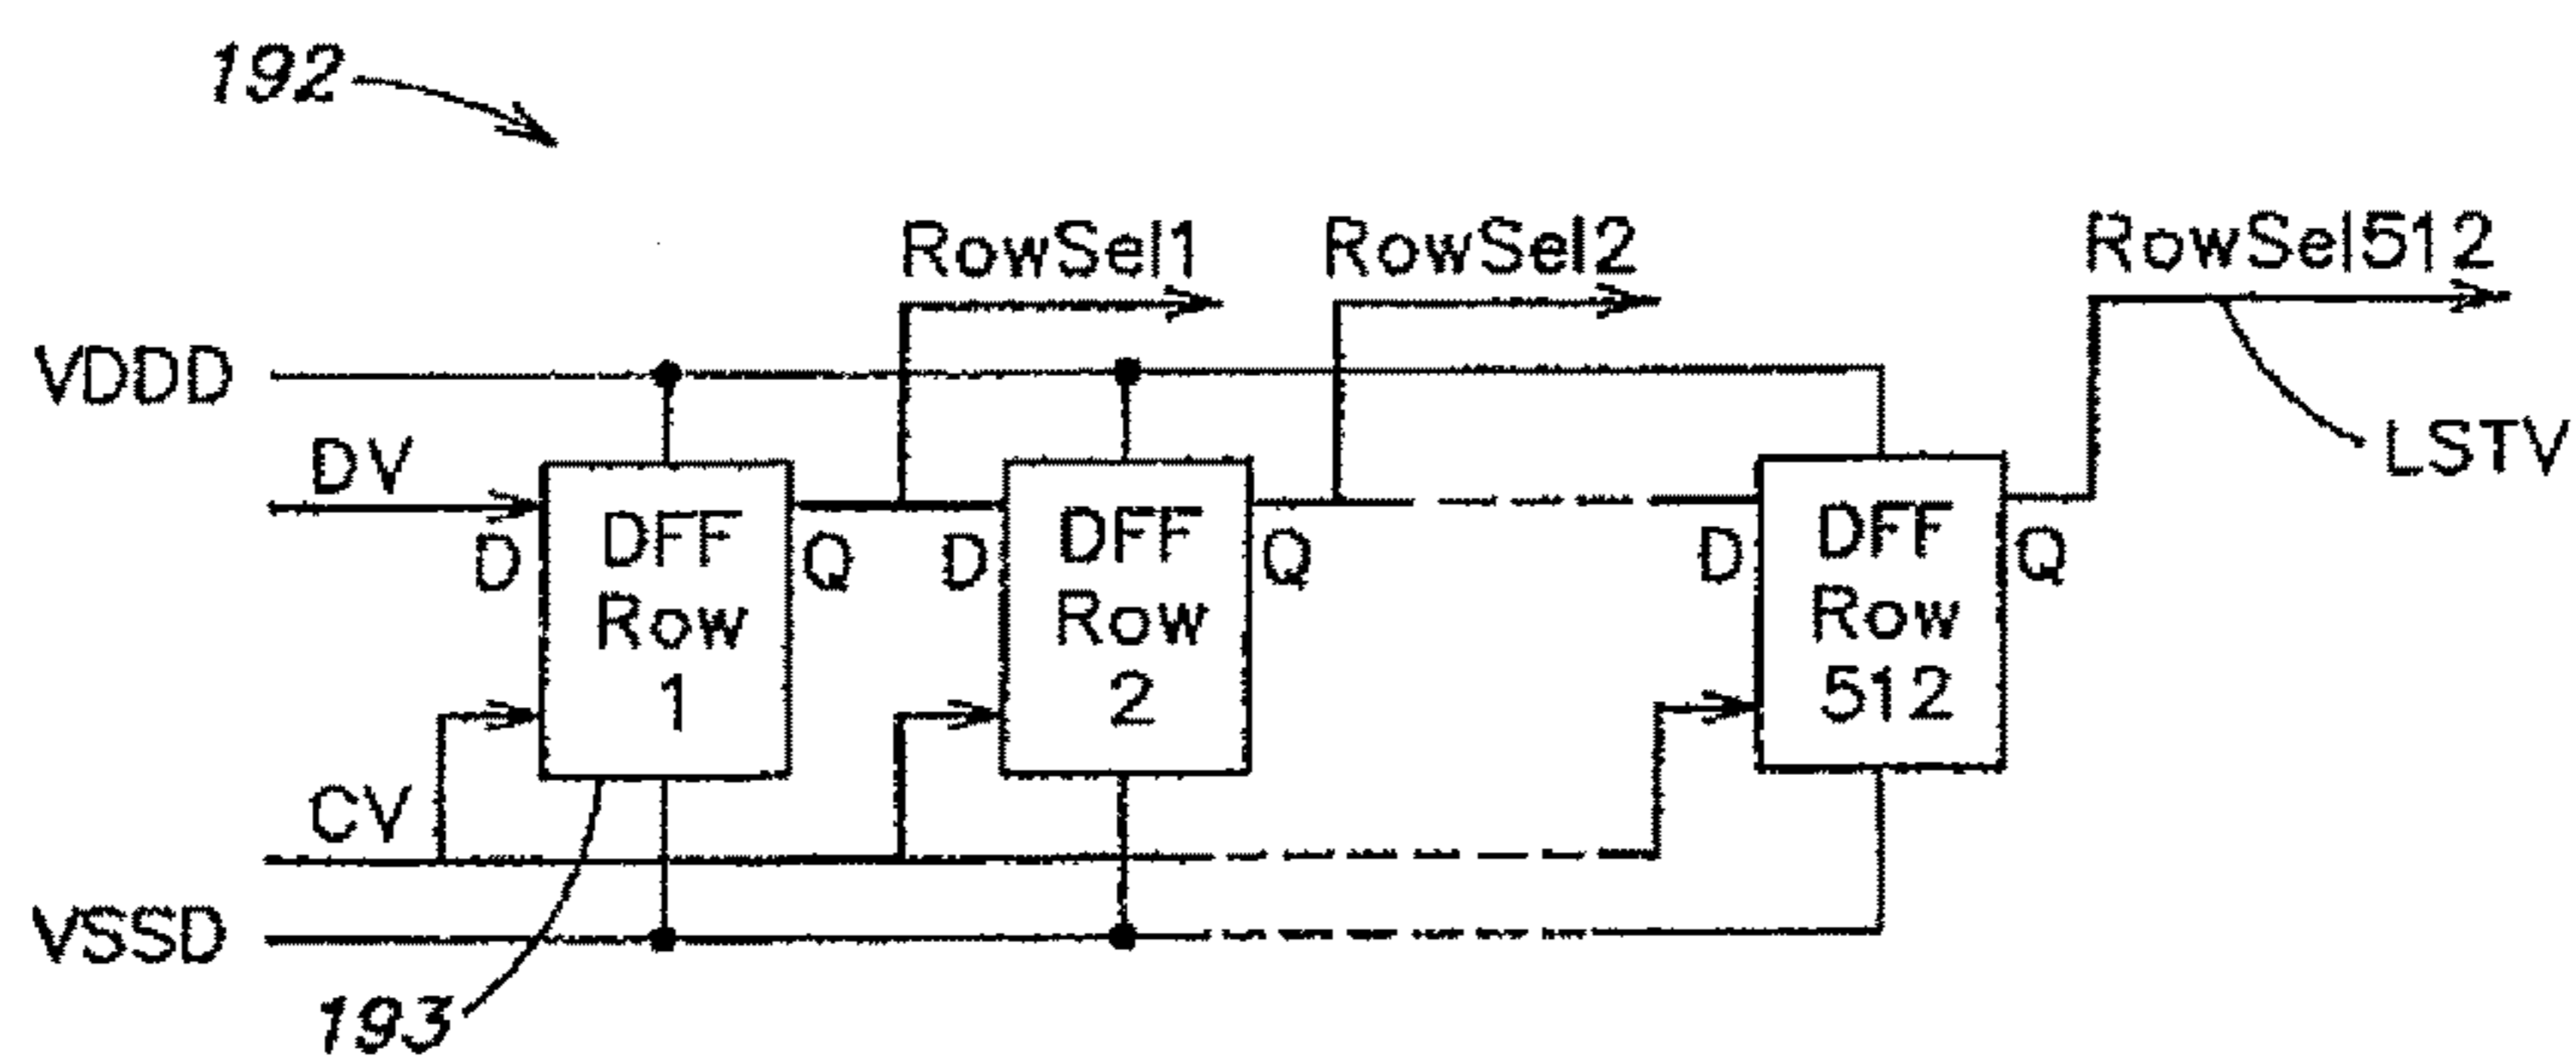 192
RowSel1
RowSel2
RowSel512
VDDD
DV
LSTV
D
DFF
Row
1
Q
D
DFF
Row
2
Q
D
DFF
Row
512
Q
CV
VSSD
193